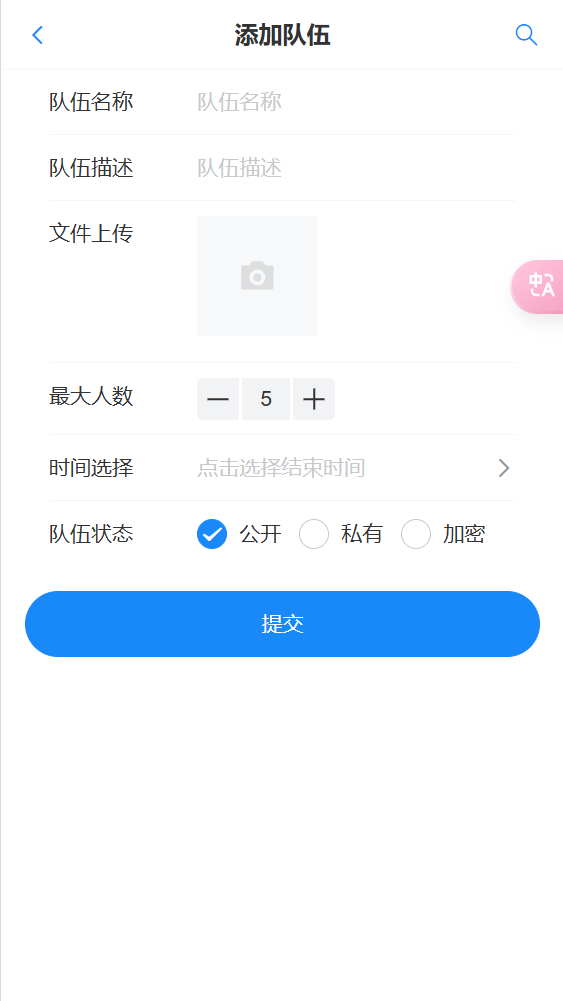 添加队伍
队伍名称 队伍名称
队伍描述 队伍描述
文件上传
中A
最大人数 5
时间选择 点击选择结束时间
队伍状态 公开 私有 加密
提交